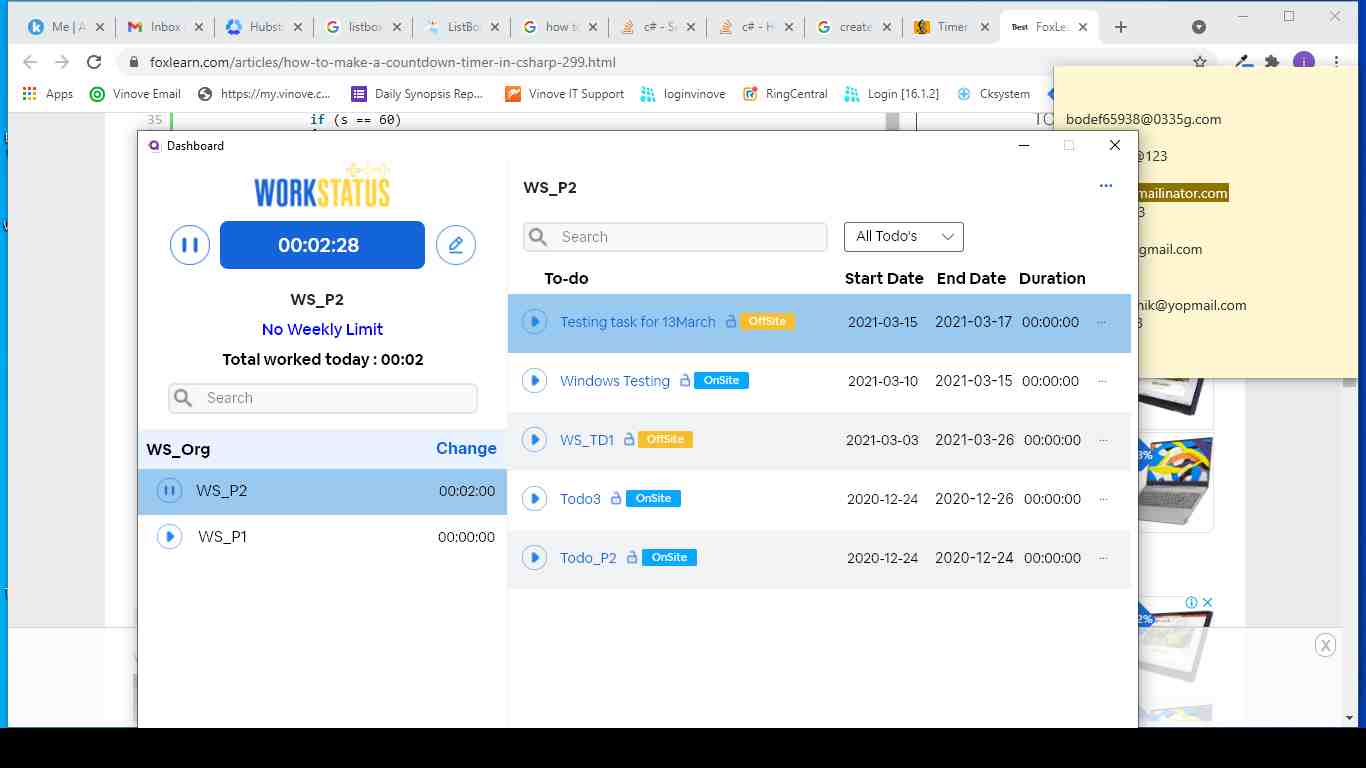 Me | A
Inbox
Hubst
listbox
ListBo
how to
c# - S
c# - H
create
Timer
Best FoxLea
foxlearn.com/articles/how-to-make-a-countdown-timer-in-csharp-299.html
i
Apps
Vinove Email
https://my.vinove.c...
Daily Synopsis Rep...
Vinove IT Support
loginvinove
RingCentral
Login [16.1.2]
Cksystem
35 if (s == 60)
TO
bodef65938@0335g.com
@123
mailinator.com
3
gmail.com
nik@yopmail.com
3
Dashboard
WORKSTATUS
00:02:28
WS_P2
No Weekly Limit
Total worked today : 00:02
Search
WS_Org Change
WS_P2 00:02:00
WS_P1 00:00:00
WS_P2
...
Search All Todo's
To-do Start Date End Date Duration
Testing task for 13March OffSite 2021-03-15 2021-03-17 00:00:00 ...
Windows Testing OnSite 2021-03-10 2021-03-15 00:00:00 ...
WS_TD1 OffSite 2021-03-03 2021-03-26 00:00:00 ...
Todo3 OnSite 2020-12-24 2020-12-26 00:00:00 ...
Todo_P2 OnSite 2020-12-24 2020-12-24 00:00:00 ...
3%
2%
X